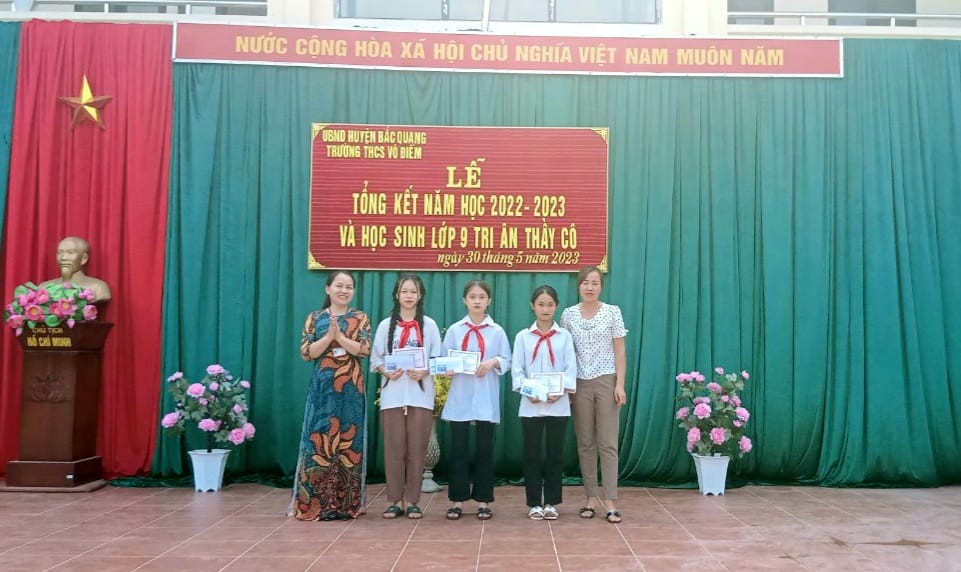 NƯỚC CỘNG HÒA XÃ HỘI CHỦ NGHĨA VIỆT NAM MUÔN NĂM
UBND HUYỆN BẮC QUANG
TRƯỜNG THCS VÔ ĐIẾM
LỄ
TỔNG KẾT NĂM HỌC 2022-2023
VÀ HỌC SINH LỚP 9 TRI ÂN THẦY CÔ
ngày 30 tháng 5 năm 2023
CHỦ TỊCH
HỒ CHÍ MINH